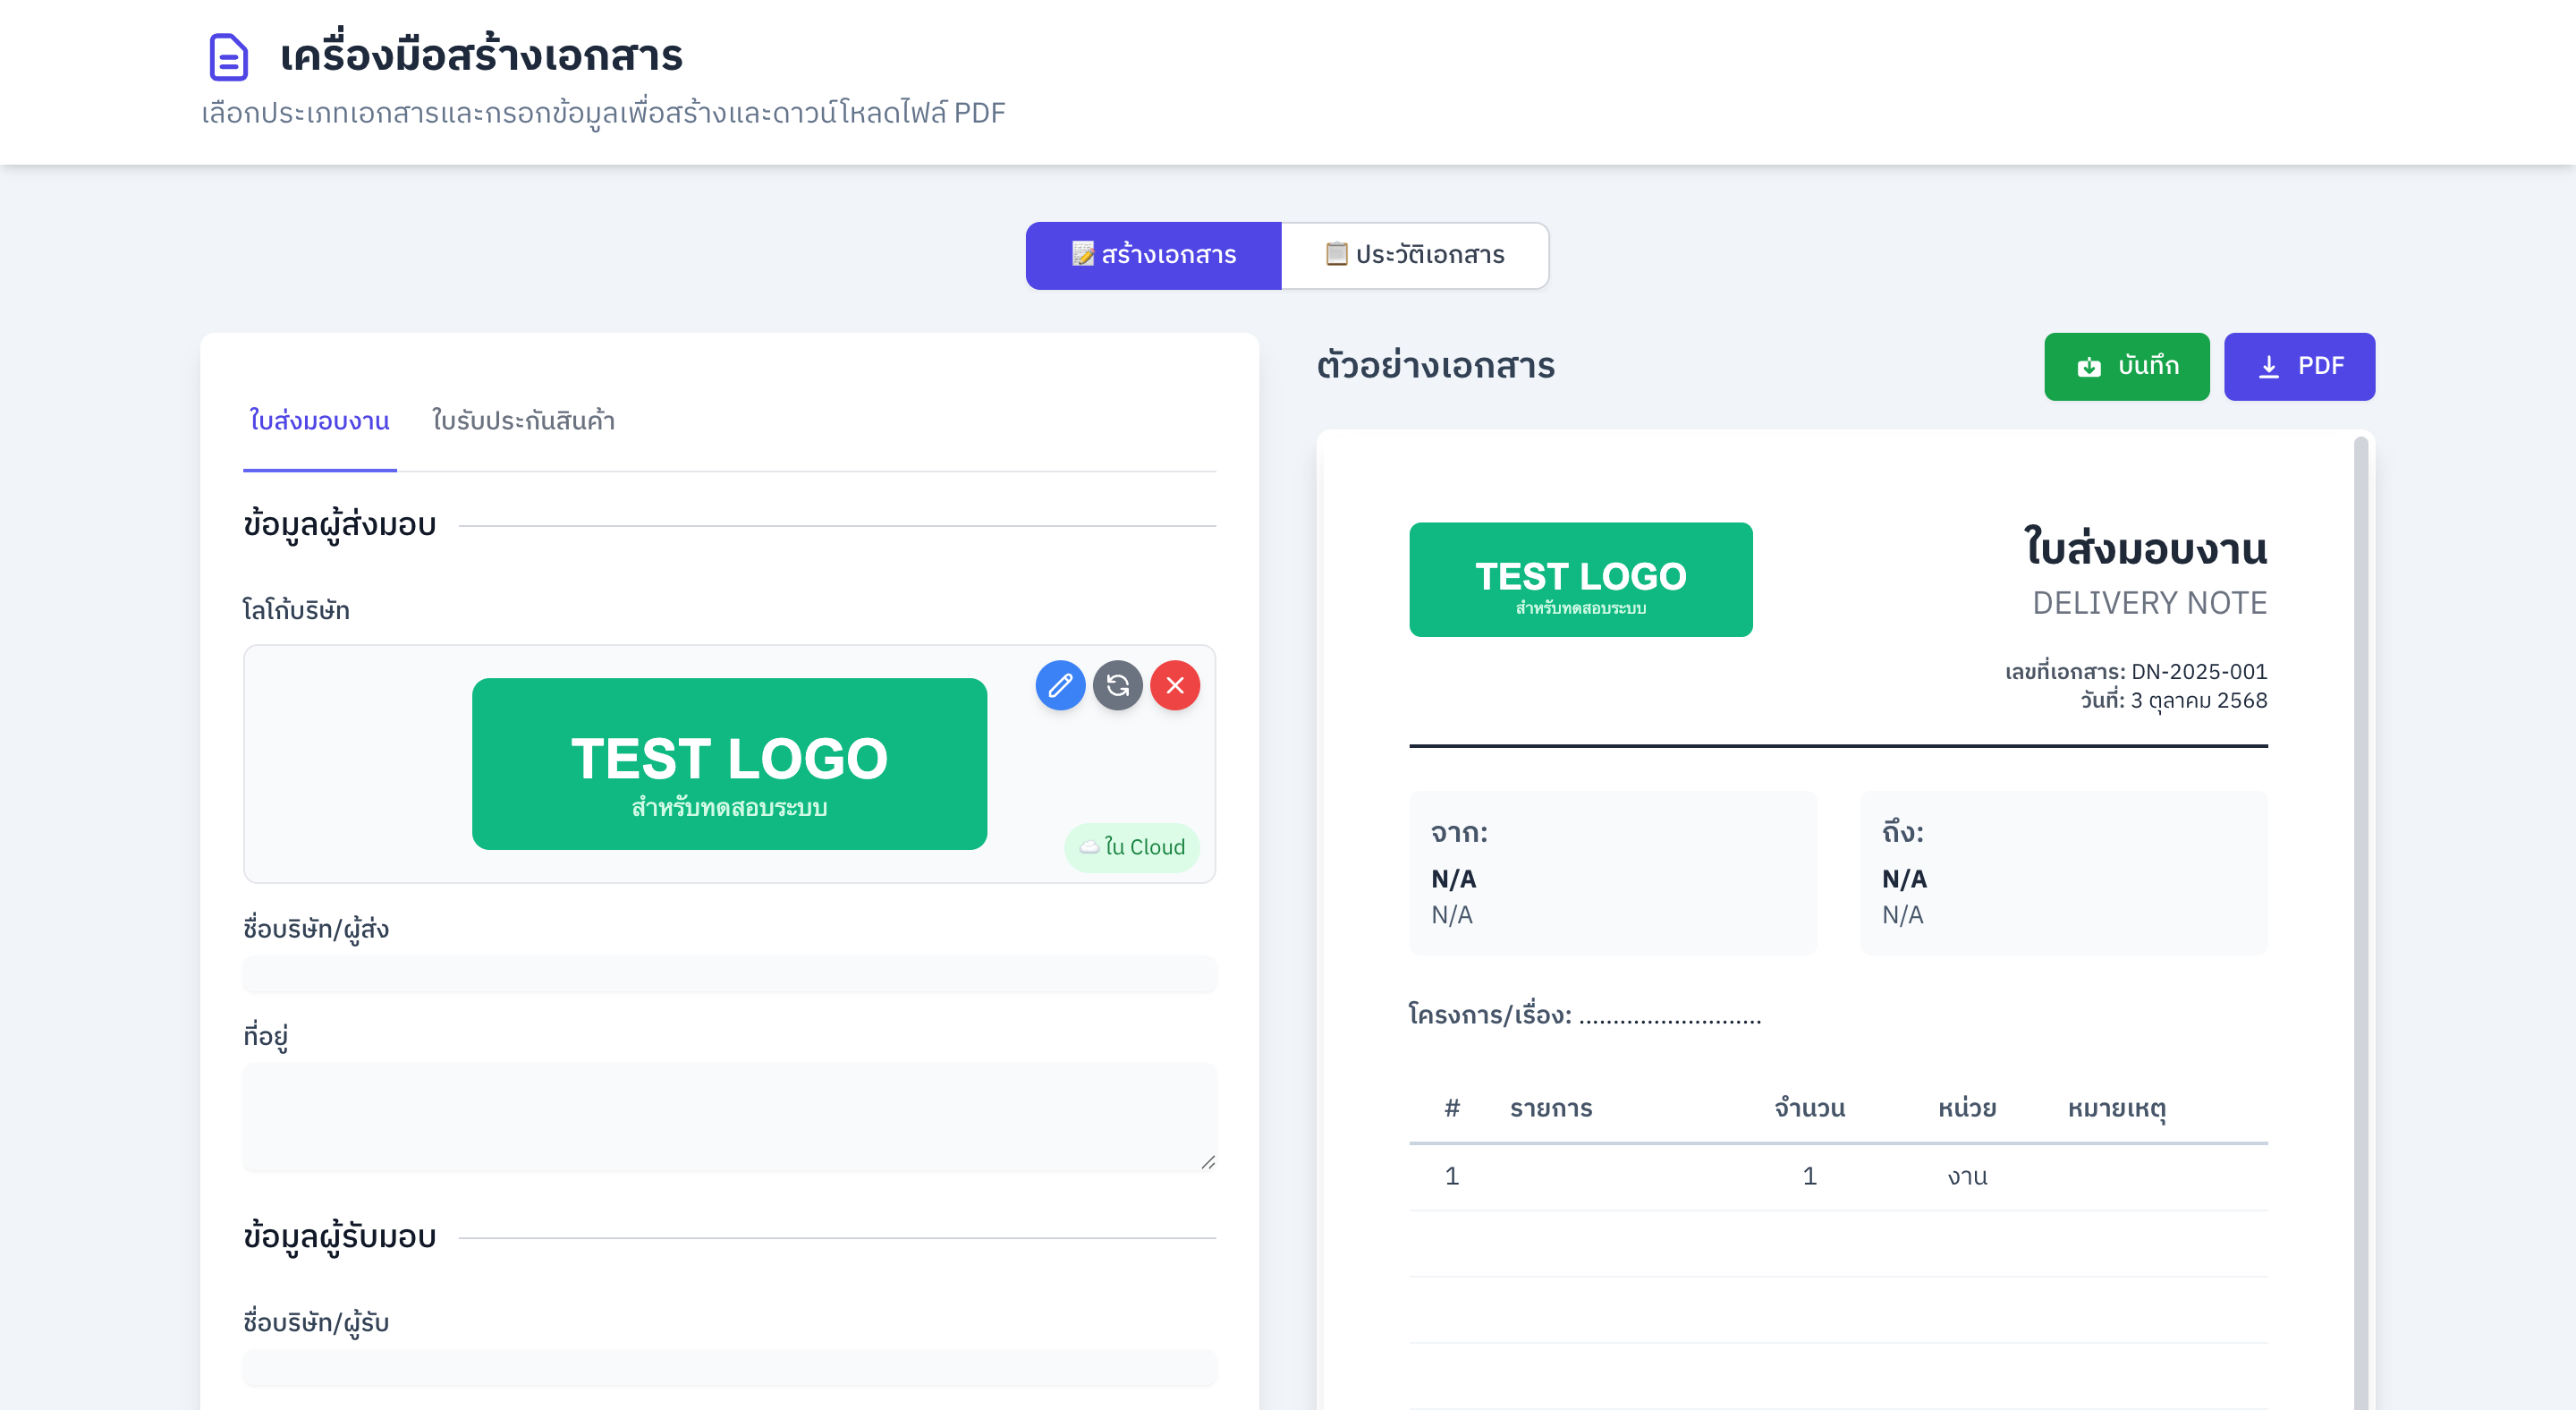 เครื่องมือสร้างเอกสาร
เลือกประเภทเอกสารและกรอกข้อมูลเพื่อสร้างและดาวน์โหลดไฟล์ PDF
📝 สร้างเอกสาร
📋 ประวัติเอกสาร
ใบส่งมอบงาน
ใบรับประกันสินค้า
ข้อมูลผู้ส่งมอบ
โลโก้บริษัท
TEST LOGO
สำหรับทดสอบระบบ
☁️ ใน Cloud
ชื่อบริษัท/ผู้ส่ง
ที่อยู่
ข้อมูลผู้รับมอบ
ชื่อบริษัท/ผู้รับ
ตัวอย่างเอกสาร
บันทึก
PDF
TEST LOGO
สำหรับทดสอบระบบ
ใบส่งมอบงาน
DELIVERY NOTE
เลขที่เอกสาร: DN-2025-001
วันที่: 3 ตุลาคม 2568
จาก:
N/A
N/A
ถึง:
N/A
N/A
โครงการ/เรื่อง: ...........................
# รายการ จำนวน หน่วย หมายเหตุ
1 1 งาน